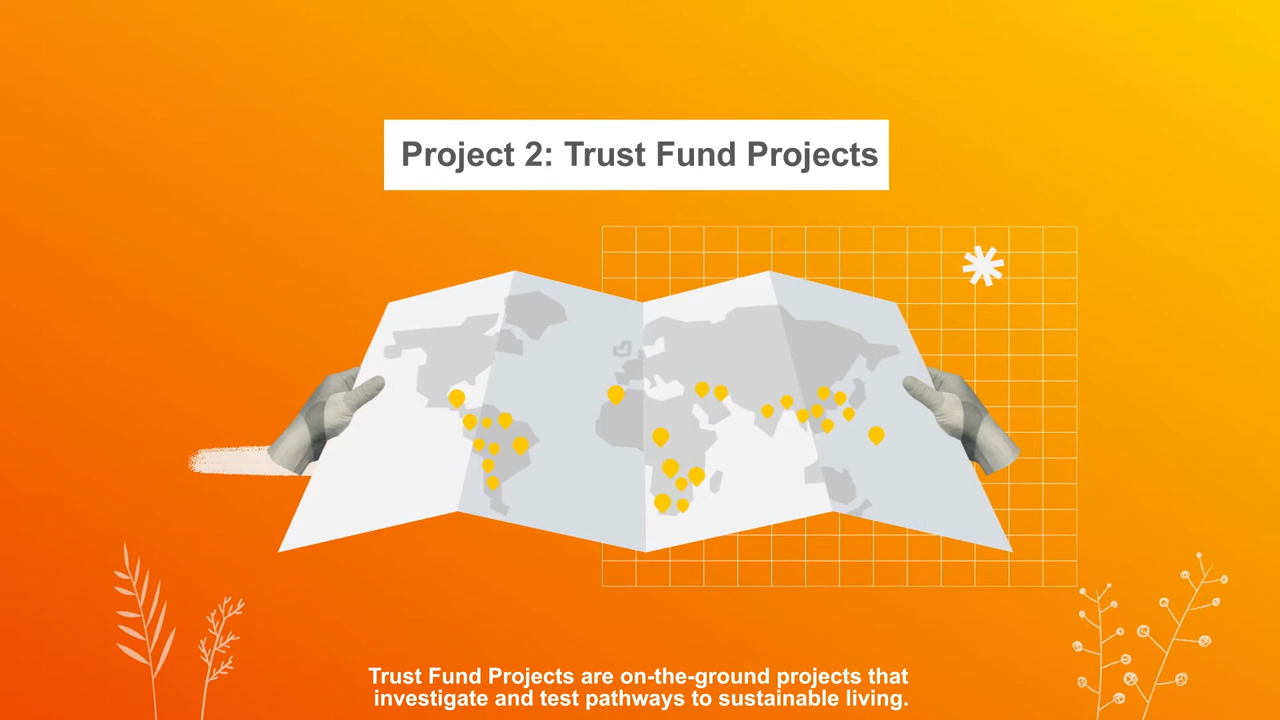 Project 2: Trust Fund Projects
Trust Fund Projects are on-the-ground projects that
investigate and test pathways to sustainable living.